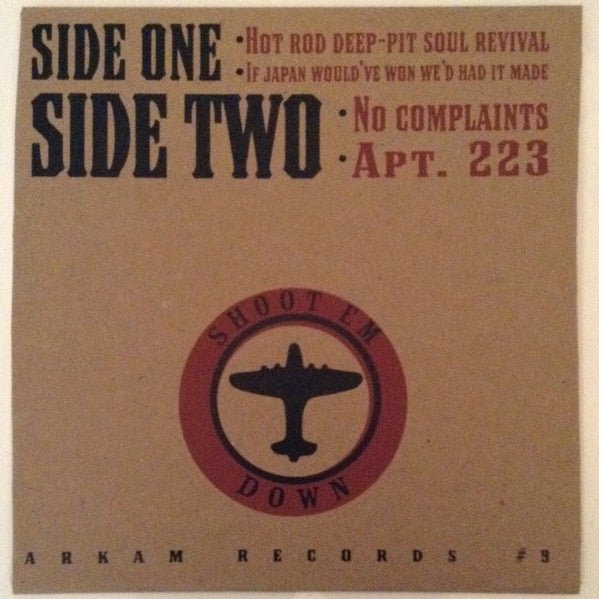 SIDE ONE
• HOT ROD DEEP-PIT SOUL REVIVAL
• IF JAPAN WOULD'VE WON WE'D HAD IT MADE
SIDE TWO
• NO COMPLAINTS
• APT. 223
SHOOT EM
DOWN
ARKAM RECORDS #9